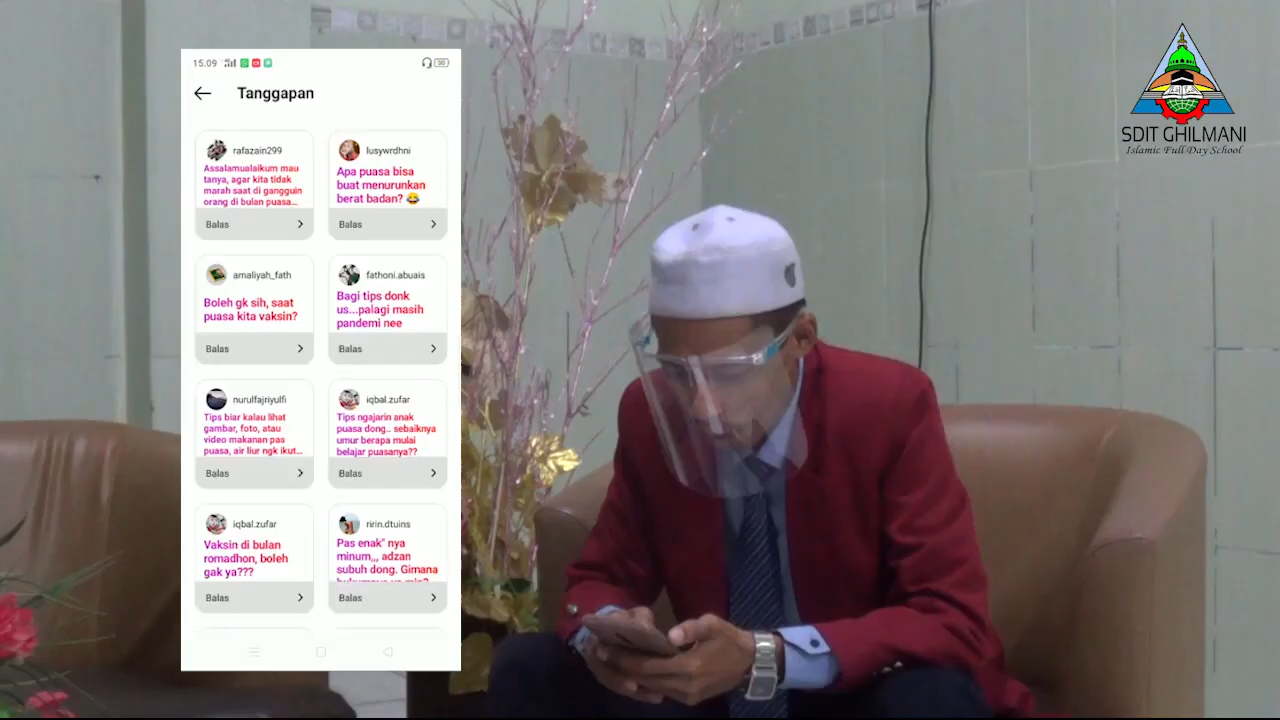 15.09
50
Tanggapan
rafazain299
Assalamualaikum mau
tanya, agar kita tidak
marah saat di gangguin
orang di bulan puasa...
Balas
lusywrdhni
Apa puasa bisa
buat menurunkan
berat badan? 😂
Balas
amaliyah_fath
Boleh gk sih, saat
puasa kita vaksin?
Balas
fathoni.abuais
Bagi tips donk
us...palagi masih
pandemi nee
Balas
nurulfajriyulfi
Tips biar kalau lihat
gambar, foto, atau
video makanan pas
puasa, air liur ngk ikut...
Balas
iqbal.zufar
Tips ngajarin anak
puasa dong.. sebaiknya
umur berapa mulai
belajar puasanya??
Balas
iqbal.zufar
Vaksin di bulan
romadhon, boleh
gak ya???
Balas
ririn.dtuins
Pas enak" nya
minum,,, adzan
subuh dong. Gimana
Balas
SDIT GHILMANI
Islamic Full Day School